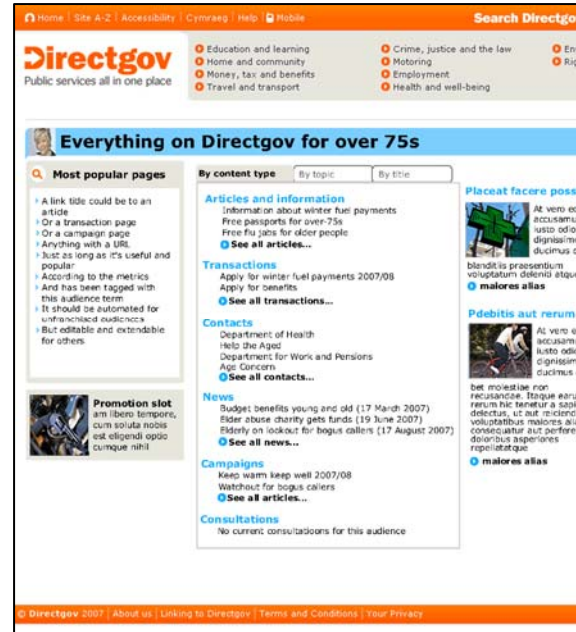 Home | Site A-Z | Accessibility | Cymraeg | Help | Mobile
Search Directgo
Directgov
Public services all in one place
Education and learning
Home and community
Money, tax and benefits
Travel and transport
Crime, justice and the law
Motoring
Employment
Health and well-being
En
Rig
Everything on Directgov for over 75s
Most popular pages
A link title could be to an
article
Or a transaction page
Or a campaign page
Anything with a URL
Just as long as it's useful and
popular
According to the metrics
And has been tagged with
this audience term
It should be automated for
unfranchised audiences
But editable and extendable
for others
Promotion slot
am libero tempore,
cum soluta nobis
est eligendi optio
cumque nihil
By content type
By topic
By title
Articles and information
Information about winter fuel payments
Free passports for over-75s
Free flu jabs for older people
See all articles...
Transactions
Apply for winter fuel payments 2007/08
Apply for benefits
See all transactions...
Contacts
Department of Health
Help the Aged
Department for Work and Pensions
Age Concern
See all contacts...
News
Budget benefits young and old (17 March 2007)
Elder abuse charity gets funds (19 June 2007)
Elderly on lookout for bogus callers (17 August 2007)
See all news...
Campaigns
Keep warm keep well 2007/08
Watchout for bogus callers
See all articles...
Consultations
No current consultatioons for this audience
Placeat facere poss
At vero eo
accusamu
iusto odio
dignissim
ducimus
blanditiis praesentium
voluptatum deleniti atque
maiores alias
Pdebitis aut rerum
At vero e
accusam
iusto odio
dignissim
ducimus
bet molestiae non
recusandae. Itaque earu
rerum hic tenetur a sapi
delectus, ut aut reiciend
voluptatibus maiores alia
consequatur aut perfere
doloribus asperiores
repellatatque
maiores alias
© Directgov 2007 | About us | Linking to Directgov | Terms and Conditions | Your Privacy